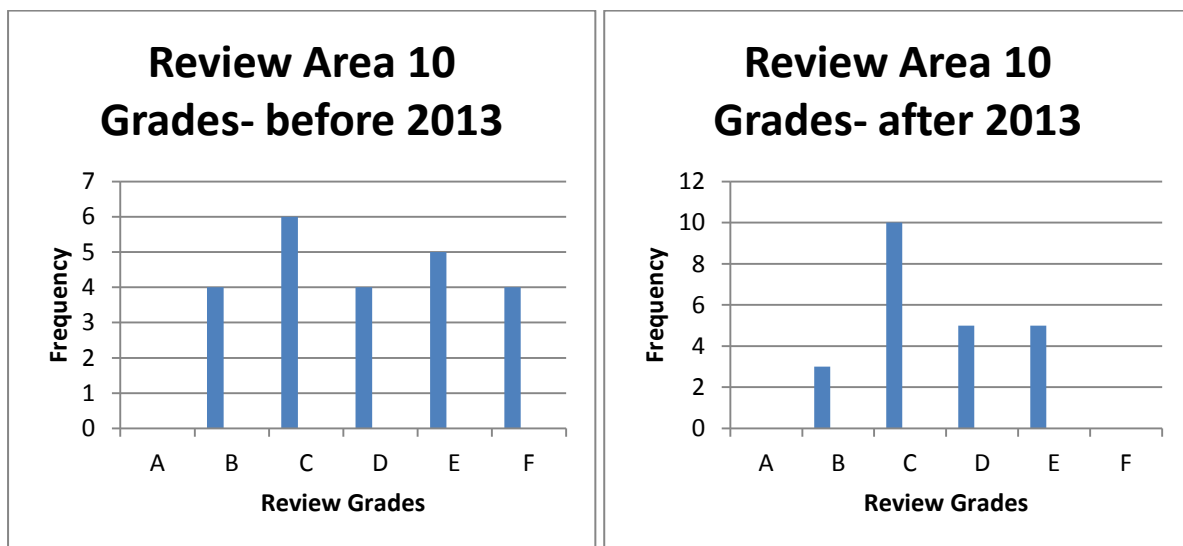 Review Area 10
Grades- before 2013
7
6
5
4
3
2
1
0
Frequency
A B C D E F
Review Grades
Review Area 10
Grades- after 2013
12
10
8
6
4
2
0
Frequency
A B C D E F
Review Grades